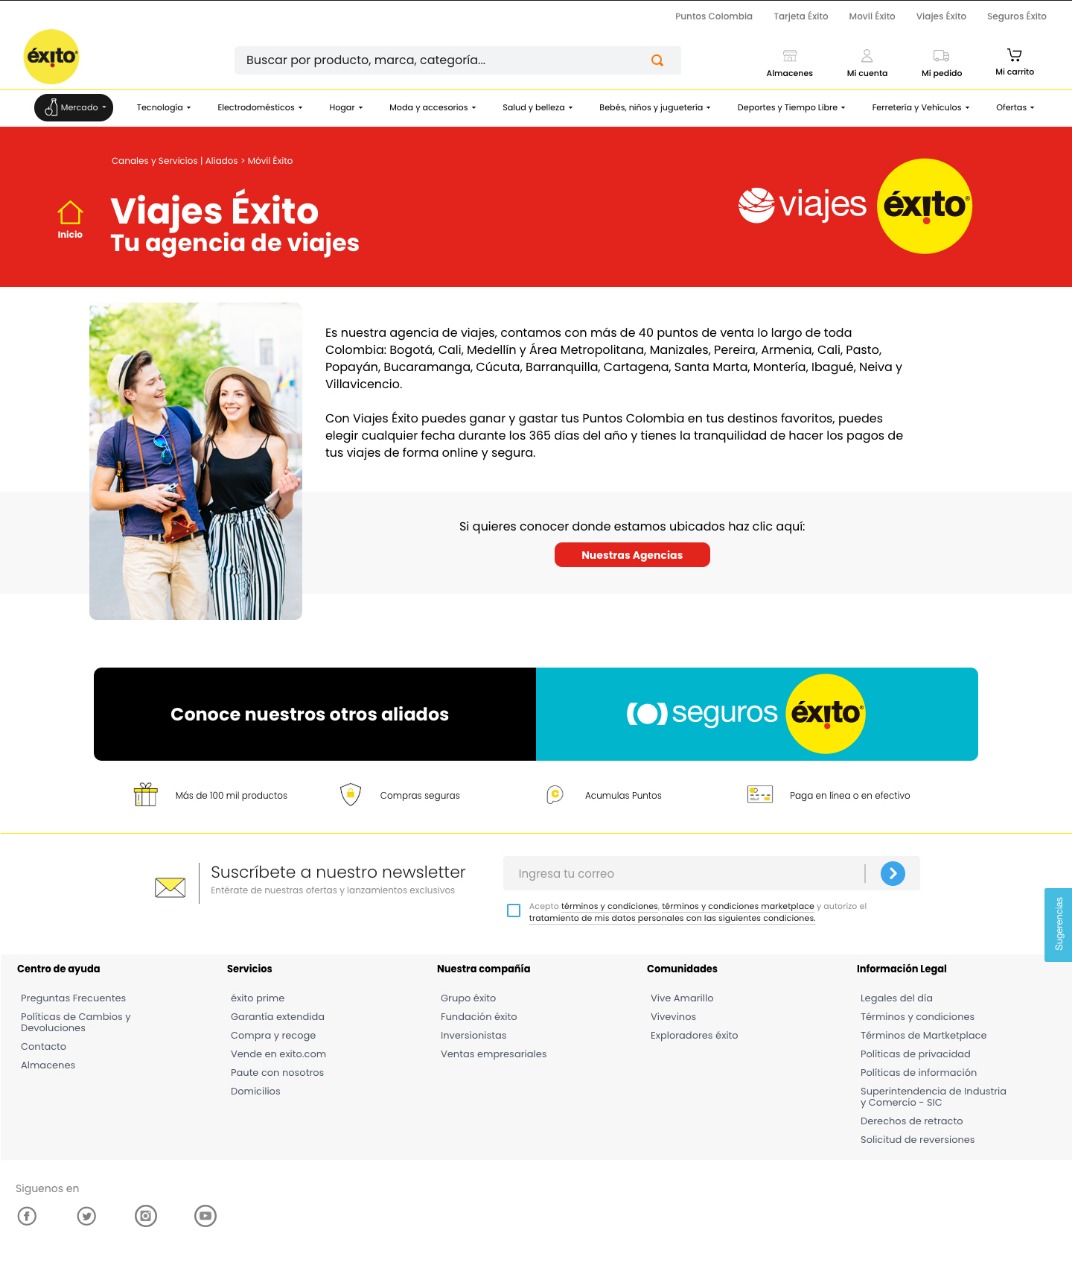 Puntos Colombia Tarjeta Éxito Movil Éxito Viajes Éxito Seguros Éxito
éxito
Buscar por producto, marca, categoría...
Almacenes Mi cuenta Mi pedido Mi carrito
Mercado Tecnología Electrodomésticos Hogar Moda y accesorios Salud y belleza Bebés, niños y juguetería Deportes y Tiempo Libre Ferretería y Vehículos Ofertas
Canales y Servicios | Aliados > Móvil Éxito
Inicio
Viajes Éxito
Tu agencia de viajes
viajes éxito
Es nuestra agencia de viajes, contamos con más de 40 puntos de venta lo largo de toda
Colombia: Bogotá, Cali, Medellín y Área Metropolitana, Manizales, Pereira, Armenia, Cali, Pasto,
Popayán, Bucaramanga, Cúcuta, Barranquilla, Cartagena, Santa Marta, Montería, Ibagué, Neiva y
Villavicencio.
Con Viajes Éxito puedes ganar y gastar tus Puntos Colombia en tus destinos favoritos, puedes
elegir cualquier fecha durante los 365 días del año y tienes la tranquilidad de hacer los pagos de
tus viajes de forma online y segura.
Si quieres conocer donde estamos ubicados haz clic aquí:
Nuestras Agencias
Conoce nuestros otros aliados
seguros éxito
Más de 100 mil productos
Compras seguras
Acumulas Puntos
Paga en línea o en efectivo
Suscríbete a nuestro newsletter
Entérate de nuestras ofertas y lanzamientos exclusivos
Ingresa tu correo
Acepto términos y condiciones, términos y condiciones marketplace y autorizo el
tratamiento de mis datos personales con las siguientes condiciones.
Sugerencias
Centro de ayuda
Preguntas Frecuentes
Políticas de Cambios y
Devoluciones
Contacto
Almacenes
Servicios
éxito prime
Garantía extendida
Compra y recoge
Vende en exito.com
Paute con nosotros
Domicilios
Nuestra compañía
Grupo éxito
Fundación éxito
Inversionistas
Ventas empresariales
Comunidades
Vive Amarillo
Vivevinos
Exploradores éxito
Información Legal
Legales del día
Términos y condiciones
Términos de Martketplace
Políticas de privacidad
Políticas de información
Superintendencia de Industria
y Comercio - SIC
Derechos de retracto
Solicitud de reversiones
Siguenos en